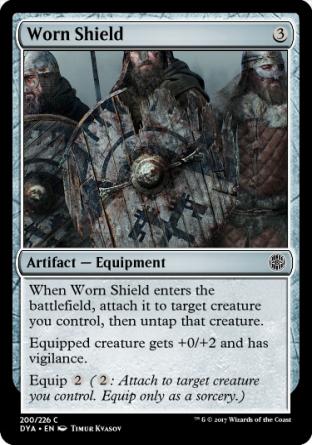 Worn Shield 3
Artifact — Equipment
When Worn Shield enters the
battlefield, attach it to target creature
you control, then untap that creature.
Equipped creature gets +0/+2 and has
vigilance.
Equip 2 (2: Attach to target creature
you control. Equip only as a sorcery.)
200/226 C
DYA • EN Timur Kvasov
™ & © 2017 Wizards of the Coast